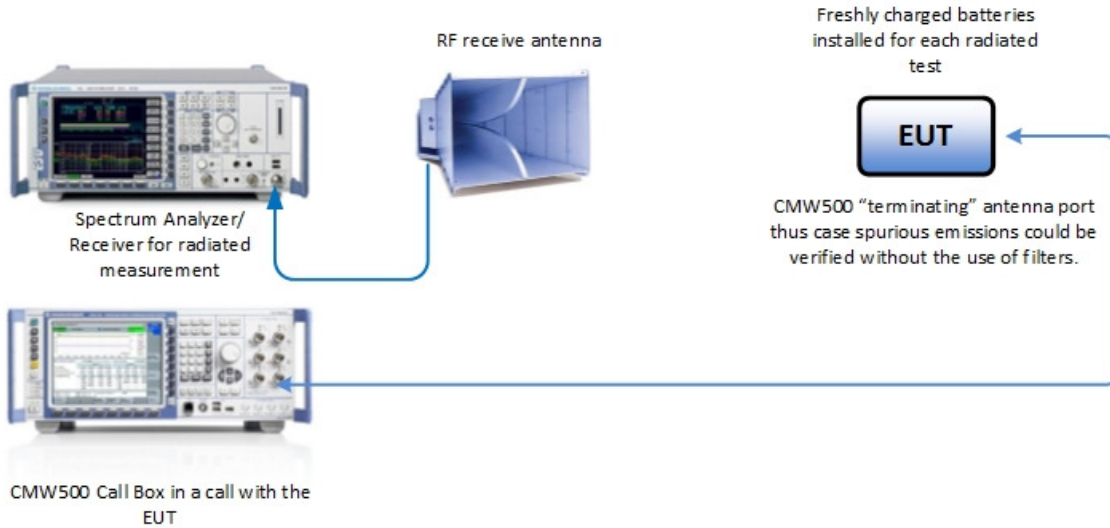 RF receive antenna
Freshly charged batteries
installed for each radiated
test
EUT
Spectrum Analyzer/
Receiver for radiated
measurement
CMW500 “terminating” antenna port
thus case spurious emissions could be
verified without the use of filters.
CMW500 Call Box in a call with the
EUT